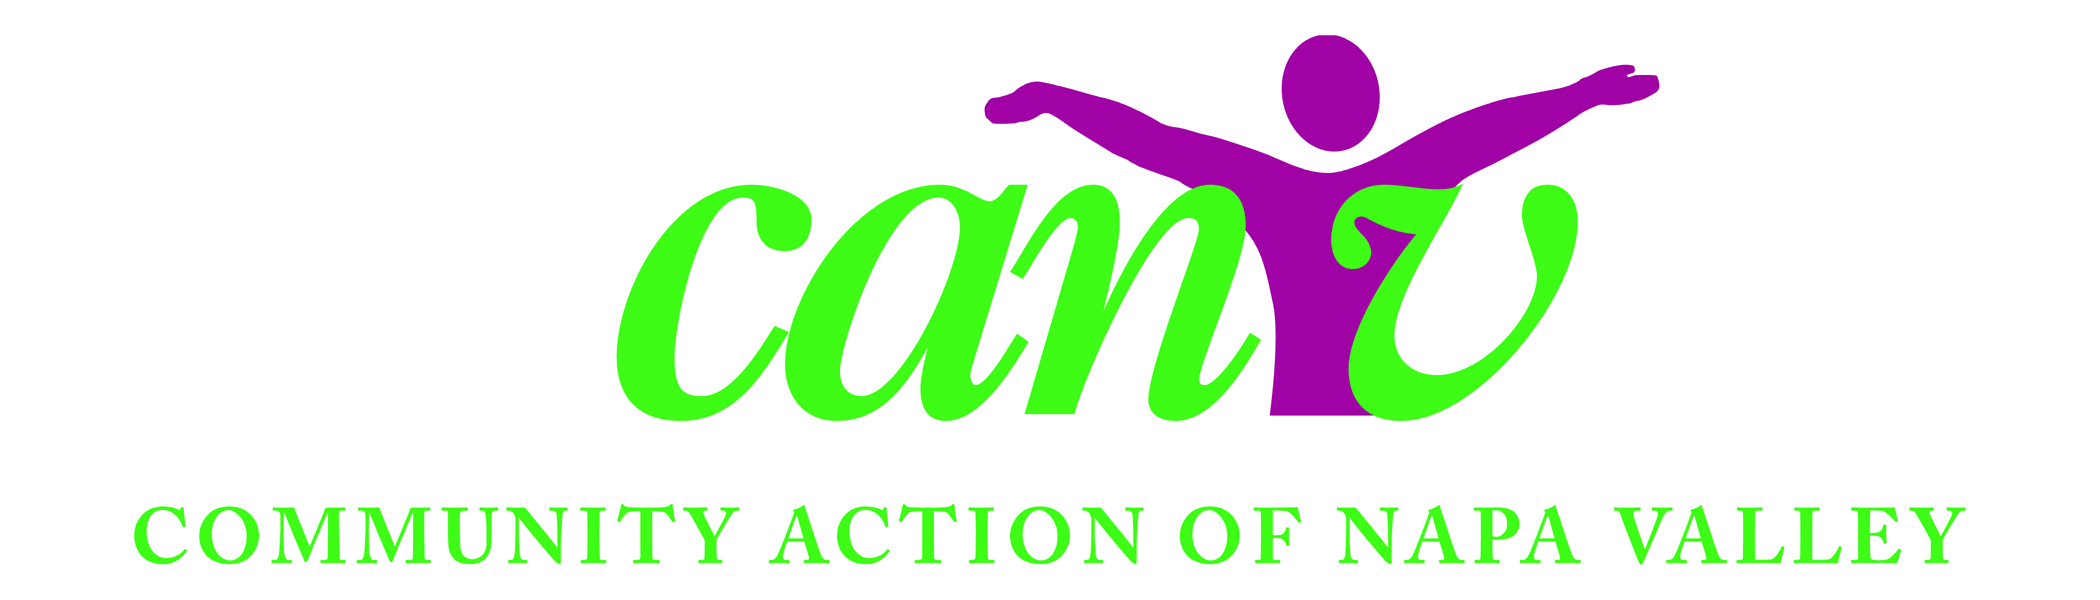 canv
COMMUNITY ACTION OF NAPA VALLEY